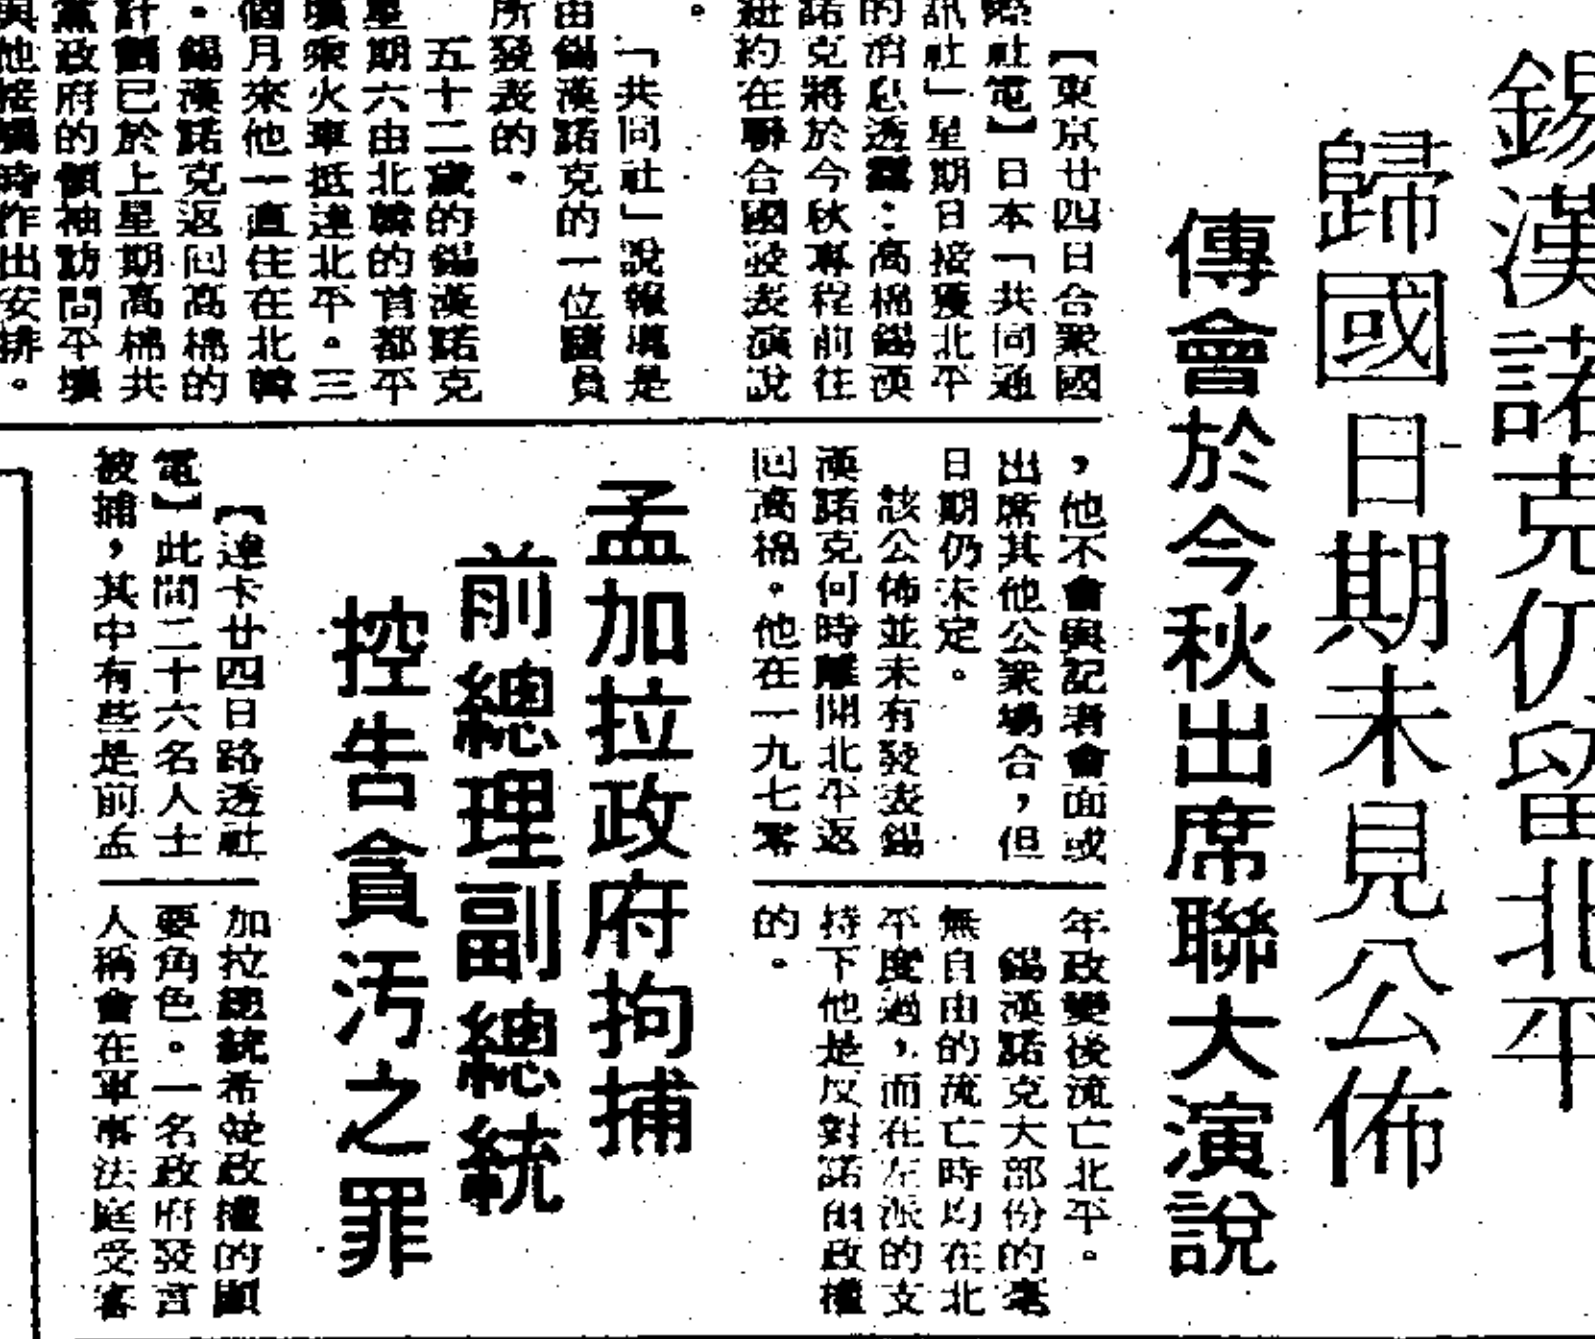 錫漢諾克仍留北平
歸國日期未見公佈
傳會於今秋出席聯大演說
【東京廿四日合衆國
際社電】日本「共同通
訊社」星期日接獲北平
的消息透露：高棉錫漢
諾克將於今秋專程前往
紐約在聯合國發表演說
。
「共同社」說報導是
由錫漢諾克的一位議員
所發表的。
五十二歲的錫漢諾克
星期六由北韓的首都平
壤乘火車抵達北平。三
個月來他一直住在北韓
。錫漢諾克返回高棉的
計劃已於上星期高棉共
黨政府的領袖訪問平壤
與他接觸時作出安排。
，他不會與記者會面或
出席其他公衆場合，但
日期仍未定。
該公佈並未有發表錫
漢諾克何時離開北平返
回高棉。他在一九七零
年政變後流亡北平。
錫漢諾克大部份的毫
無自由的流亡時均在北
平度過，而在左派的支
持下他是反對諾的政權
的。
孟加拉政府拘捕
前總理副總統
控告貪汚之罪
【達卡廿四日路透社
電】此間二十六名人士
被捕，其中有些是前孟
加拉總統希達政權的顯
要角色。一名政府發言
人稱會在軍事法庭受審